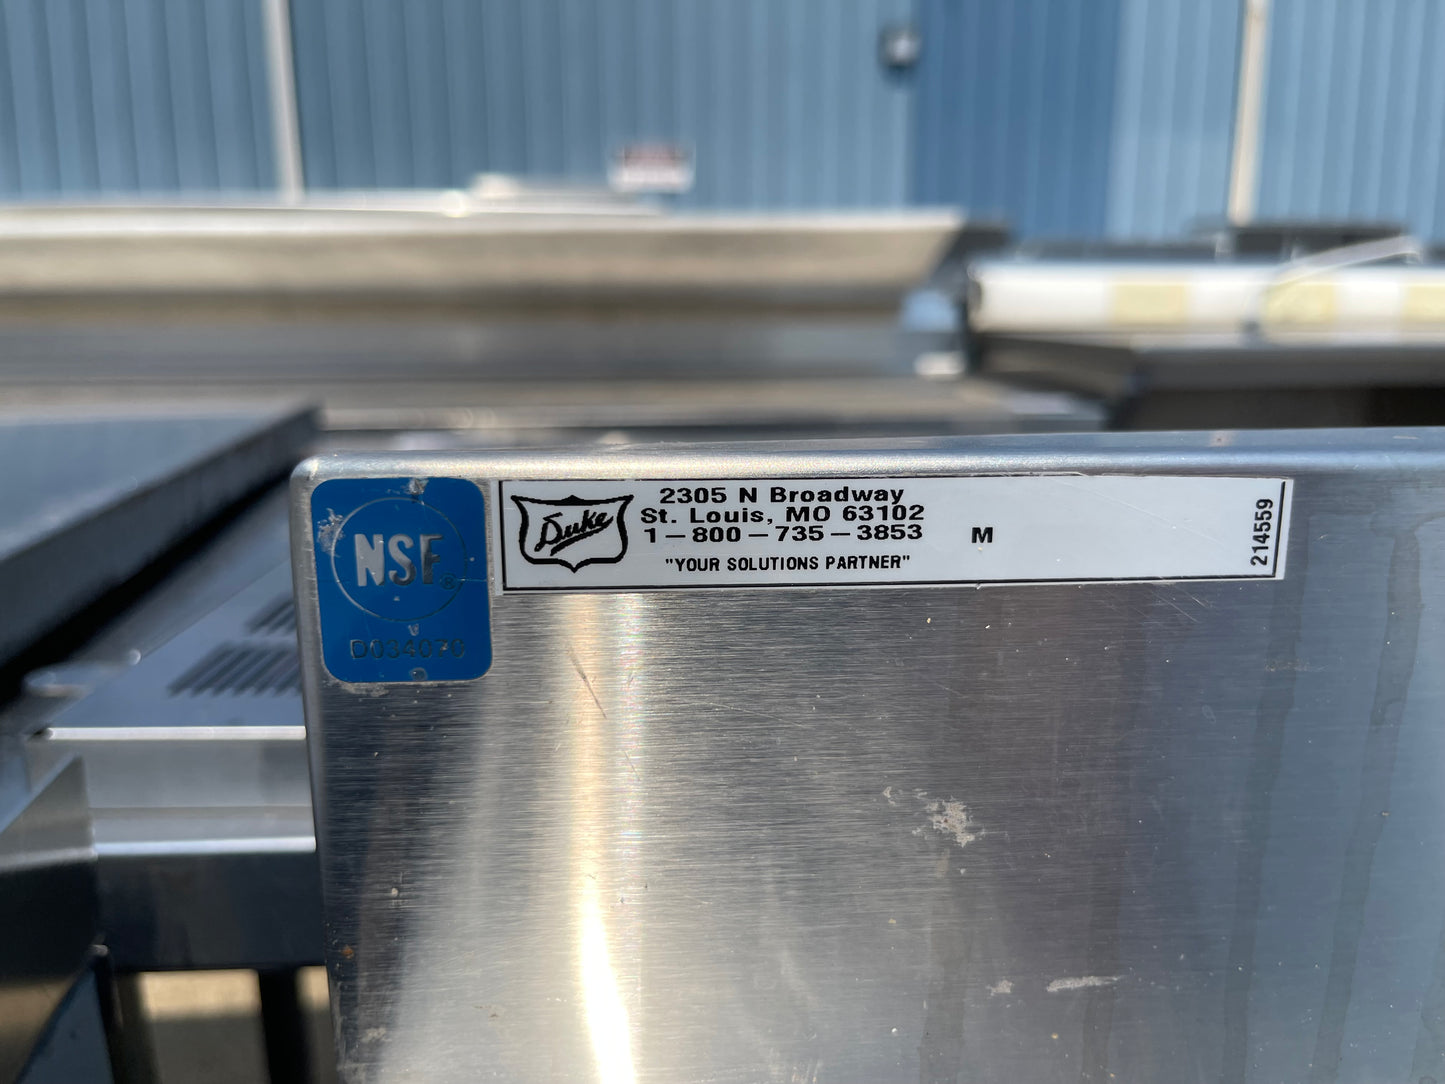 NSF®
D034070
Duke
2305 N Broadway
St. Louis, MO 63102
1-800-735-3853 M
"YOUR SOLUTIONS PARTNER"
214559